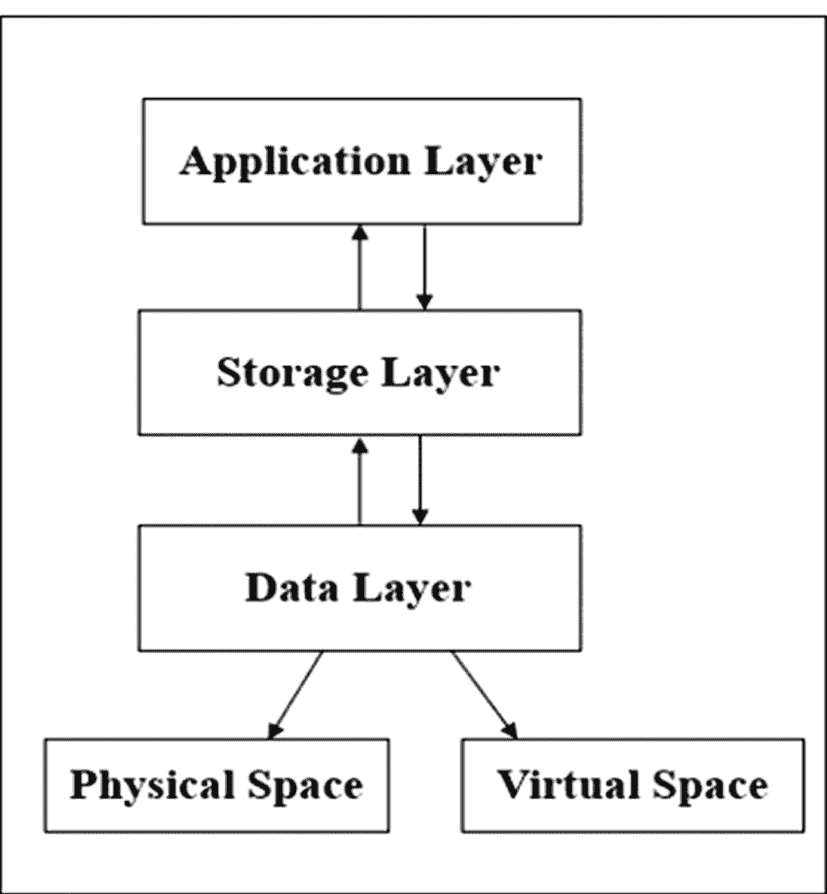 Application Layer
Storage Layer
Data Layer
Physical Space
Virtual Space